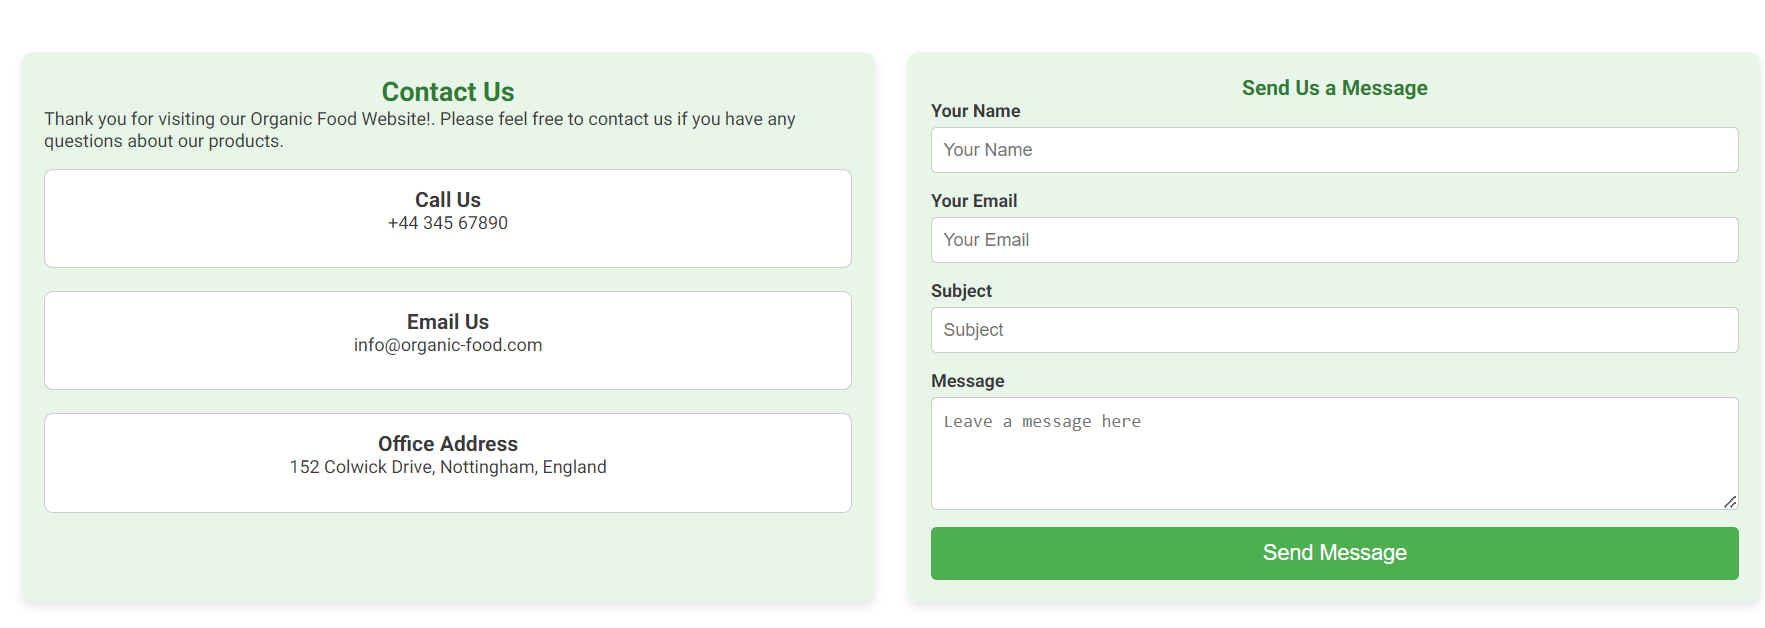 Contact Us
Thank you for visiting our Organic Food Website!. Please feel free to contact us if you have any
questions about our products.
Call Us
+44 345 67890
Email Us
info@organic-food.com
Office Address
152 Colwick Drive, Nottingham, England
Send Us a Message
Your Name
Your Name
Your Email
Your Email
Subject
Subject
Message
Leave a message here
Send Message